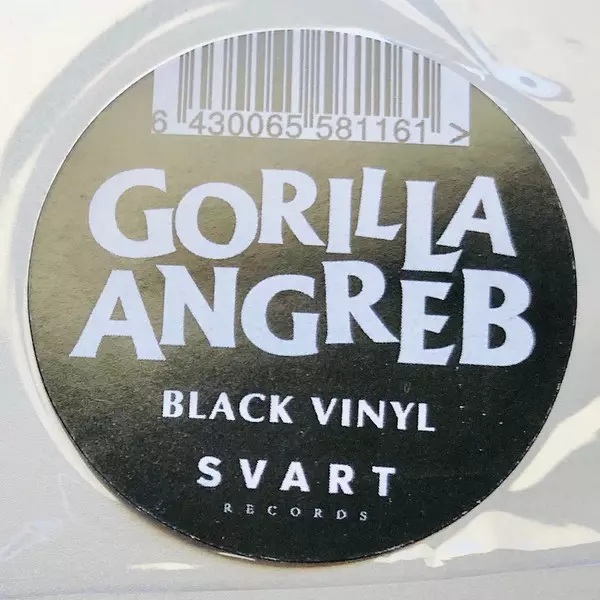 6 430065 581161 >
GORILLA
ANGREB
BLACK VINYL
SVART
RECORDS